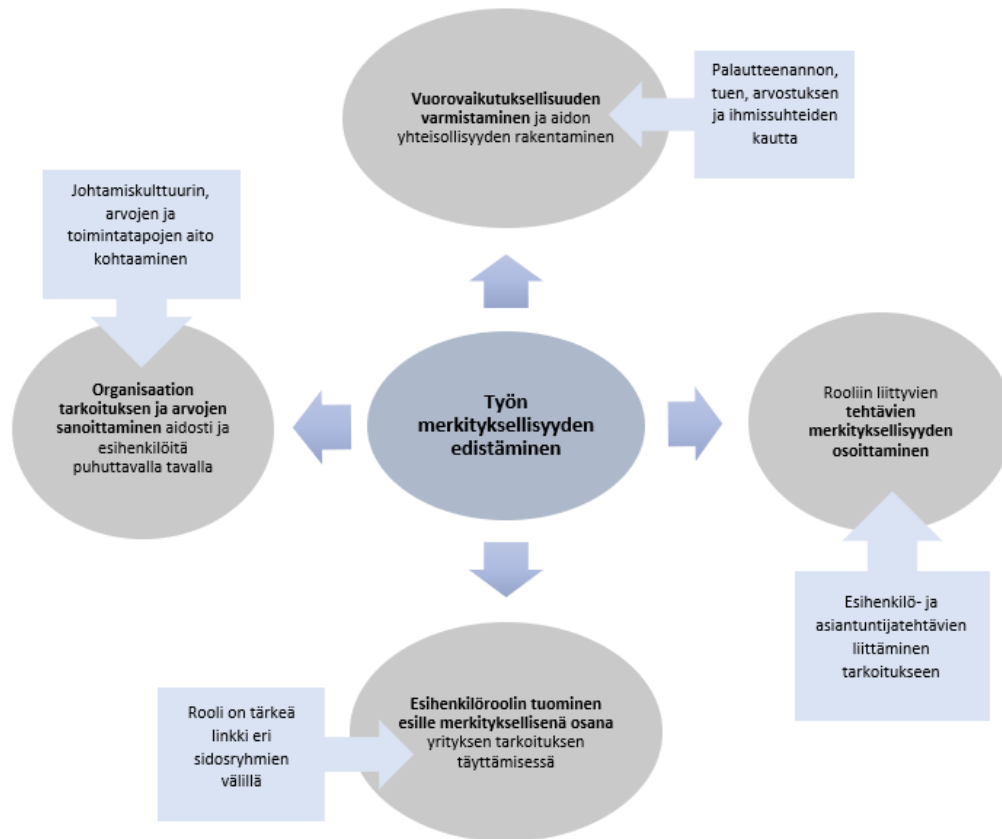 Vuorovaikutuksellisuuden
varmistaminen ja aidon
yhteisöllisyyden rakentaminen
Palautteenannon,
tuen, arvostuksen
ja ihmissuhteiden
kautta
Johtamiskulttuurin,
arvojen ja
toimintatapojen aito
kohtaaminen
Organisaation
tarkoituksen ja arvojen
sanoittaminen aidosti ja
esihenkilöitä
puhuttavalla tavalla
Työn
merkityksellisyyden
edistäminen
Rooliin liittyvien
tehtävien
merkityksellisyyden
osoittaminen
Esihenkilö- ja
asiantuntijatehtävien
liittäminen
tarkoitukseen
Rooli on tärkeä
linkki eri
sidosryhmien
välillä
Esihenkilöroolin tuominen
esille merkityksellisenä osana
yrityksen tarkoituksen
täyttämisessä